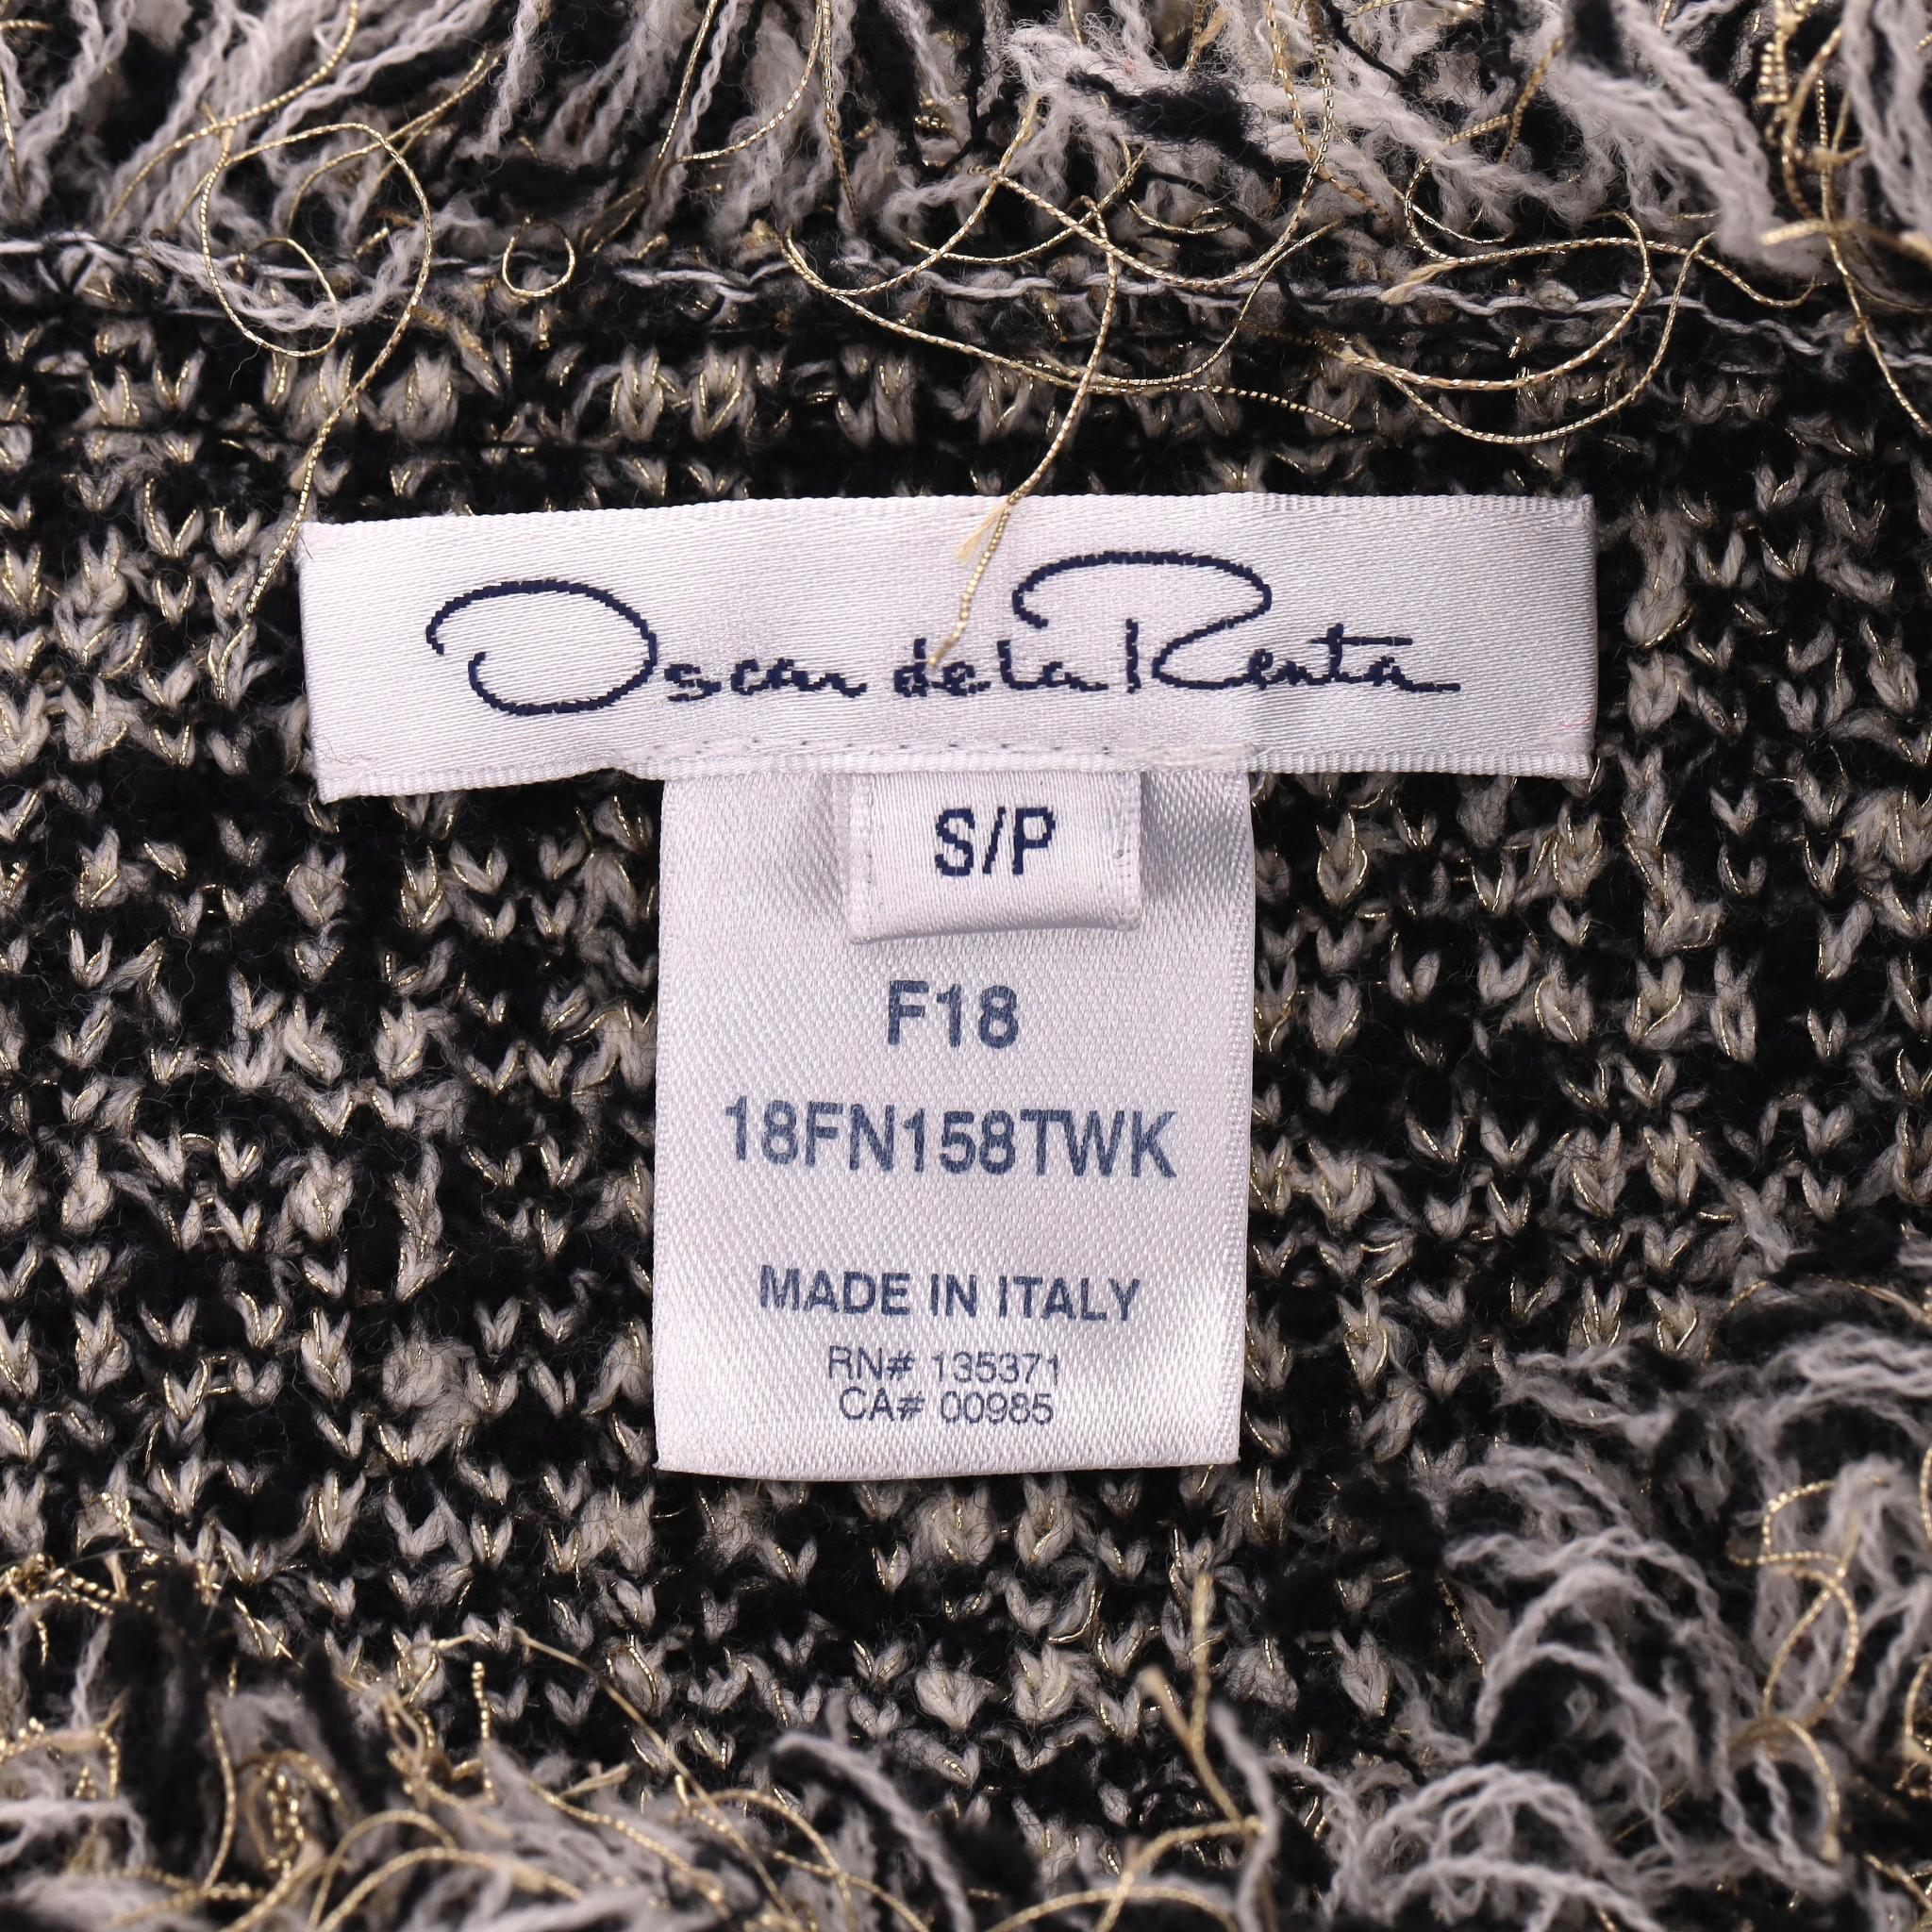 Oscar de la Renta
S/P
F18
18FN158TWK
MADE IN ITALY
RN# 135371
CA# 00985